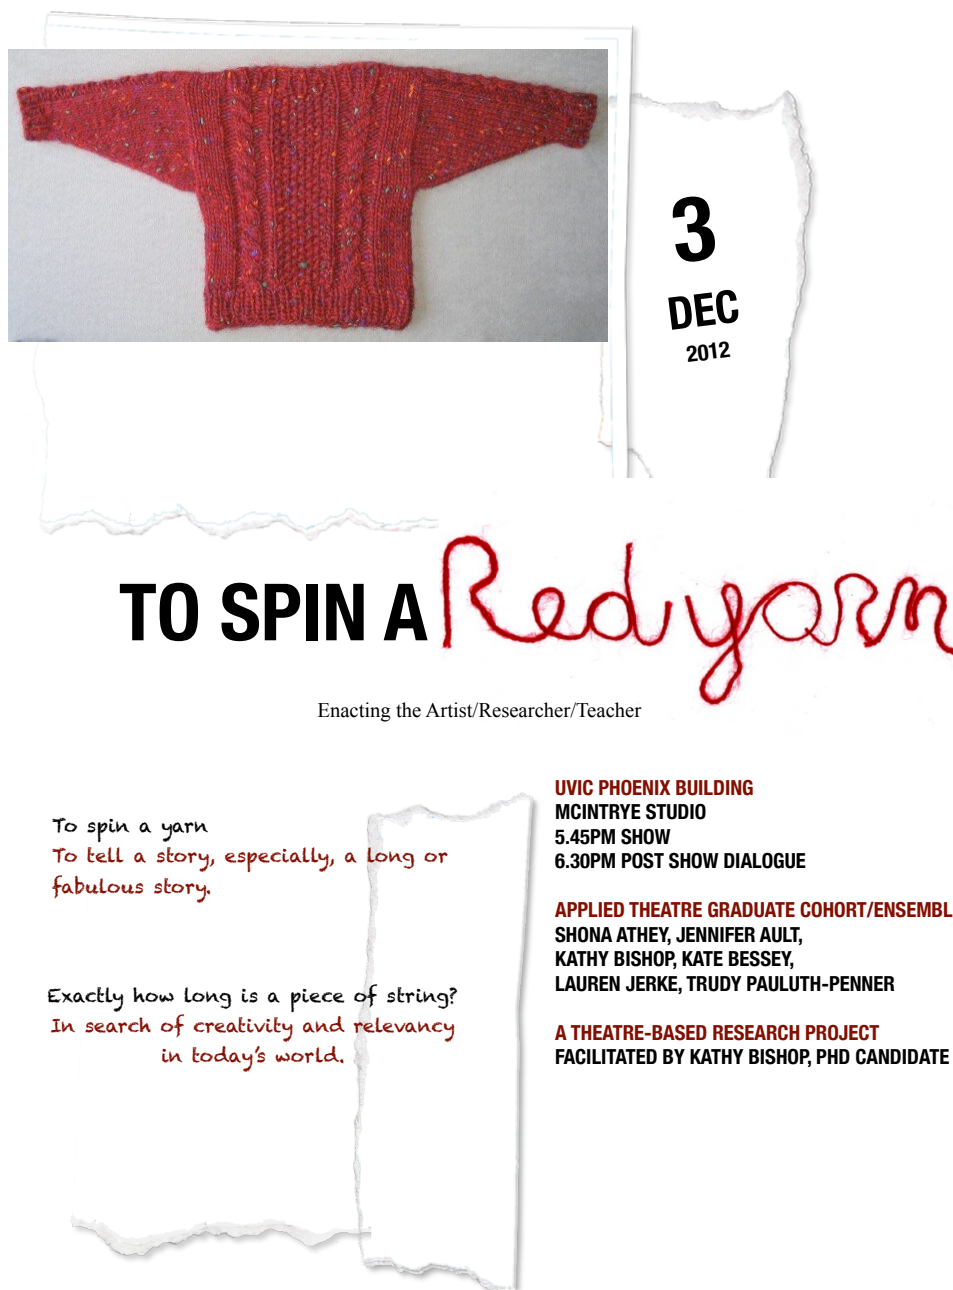 3
DEC
2012
TO SPIN A Red yarn
Enacting the Artist/Researcher/Teacher
To spin a yarn
To tell a story, especially, a long or
fabulous story.
Exactly how long is a piece of string?
In search of creativity and relevancy
in today's world.
UVIC PHOENIX BUILDING
MCINTRYE STUDIO
5.45PM SHOW
6.30PM POST SHOW DIALOGUE
APPLIED THEATRE GRADUATE COHORT/ENSEMBL
SHONA ATHEY, JENNIFER AULT,
KATHY BISHOP, KATE BESSEY,
LAUREN JERKE, TRUDY PAULUTH-PENNER
A THEATRE-BASED RESEARCH PROJECT
FACILITATED BY KATHY BISHOP, PHD CANDIDATE